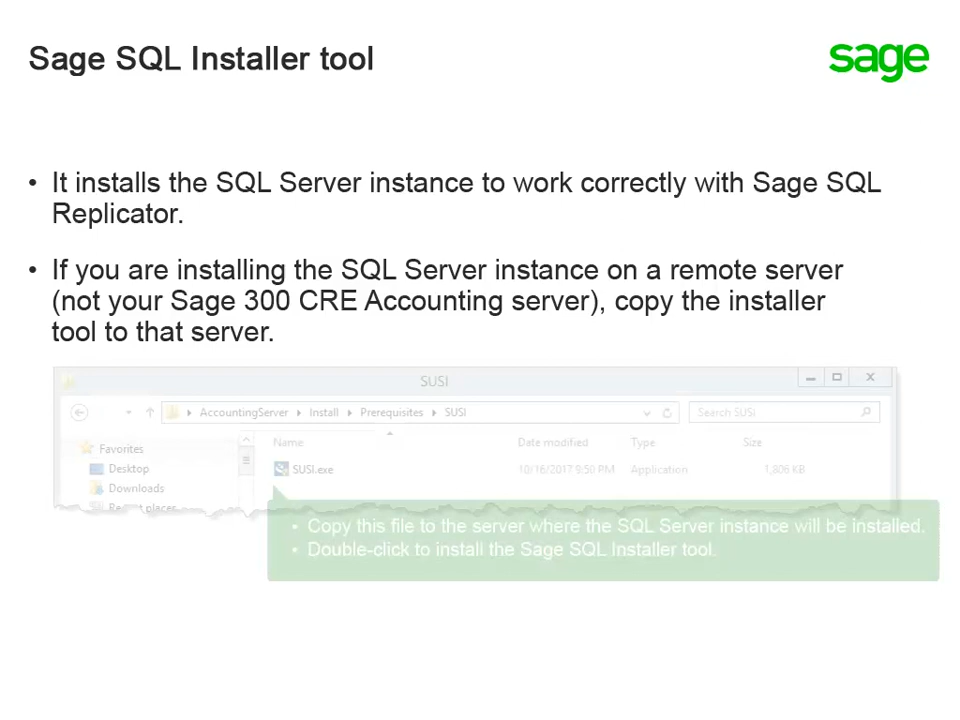 Sage SQL Installer tool
sage
• It installs the SQL Server instance to work correctly with Sage SQL
Replicator.
• If you are installing the SQL Server instance on a remote server
(not your Sage 300 CRE Accounting server), copy the installer
tool to that server.
SUSI
AccountingServer Install Prerequisites SUSI
Search SUSI
Name Date modified Type Size
Favorites
SUSI.exe 10/16/2017 9:50 PM Application 1,806 KB
Desktop
Downloads
Recent places
• Copy this file to the server where the SQL Server instance will be installed.
• Double-click to install the Sage SQL Installer tool.